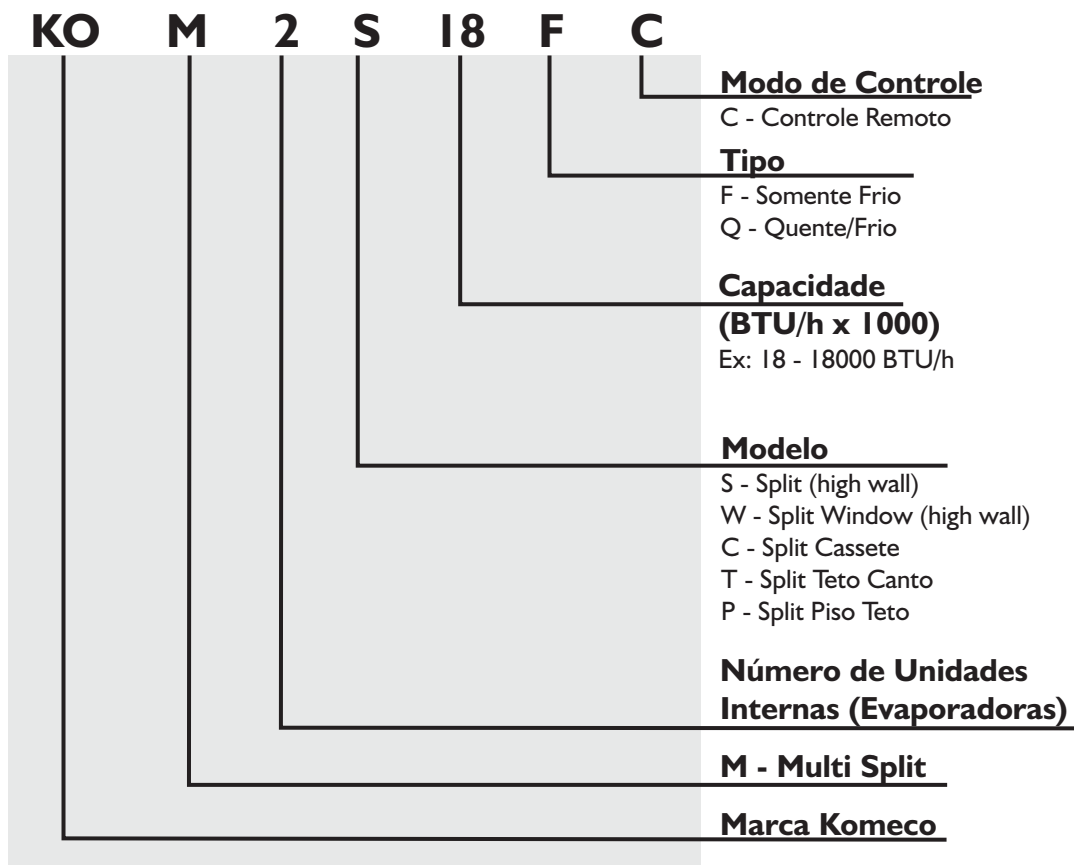 KO M 2 S 18 F C
Modo de Controle
C - Controle Remoto
Tipo
F - Somente Frio
Q - Quente/Frio
Capacidade
(BTU/h x 1000)
Ex: 18 - 18000 BTU/h
Modelo
S - Split (high wall)
W - Split Window (high wall)
C - Split Cassete
T - Split Teto Canto
P - Split Piso Teto
Número de Unidades
Internas (Evaporadoras)
M - Multi Split
Marca Komeco